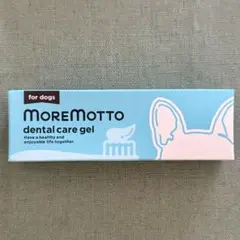 for dogs
MOREMOTTO
dental care gel
Have a healthy and
enjoyable life together.